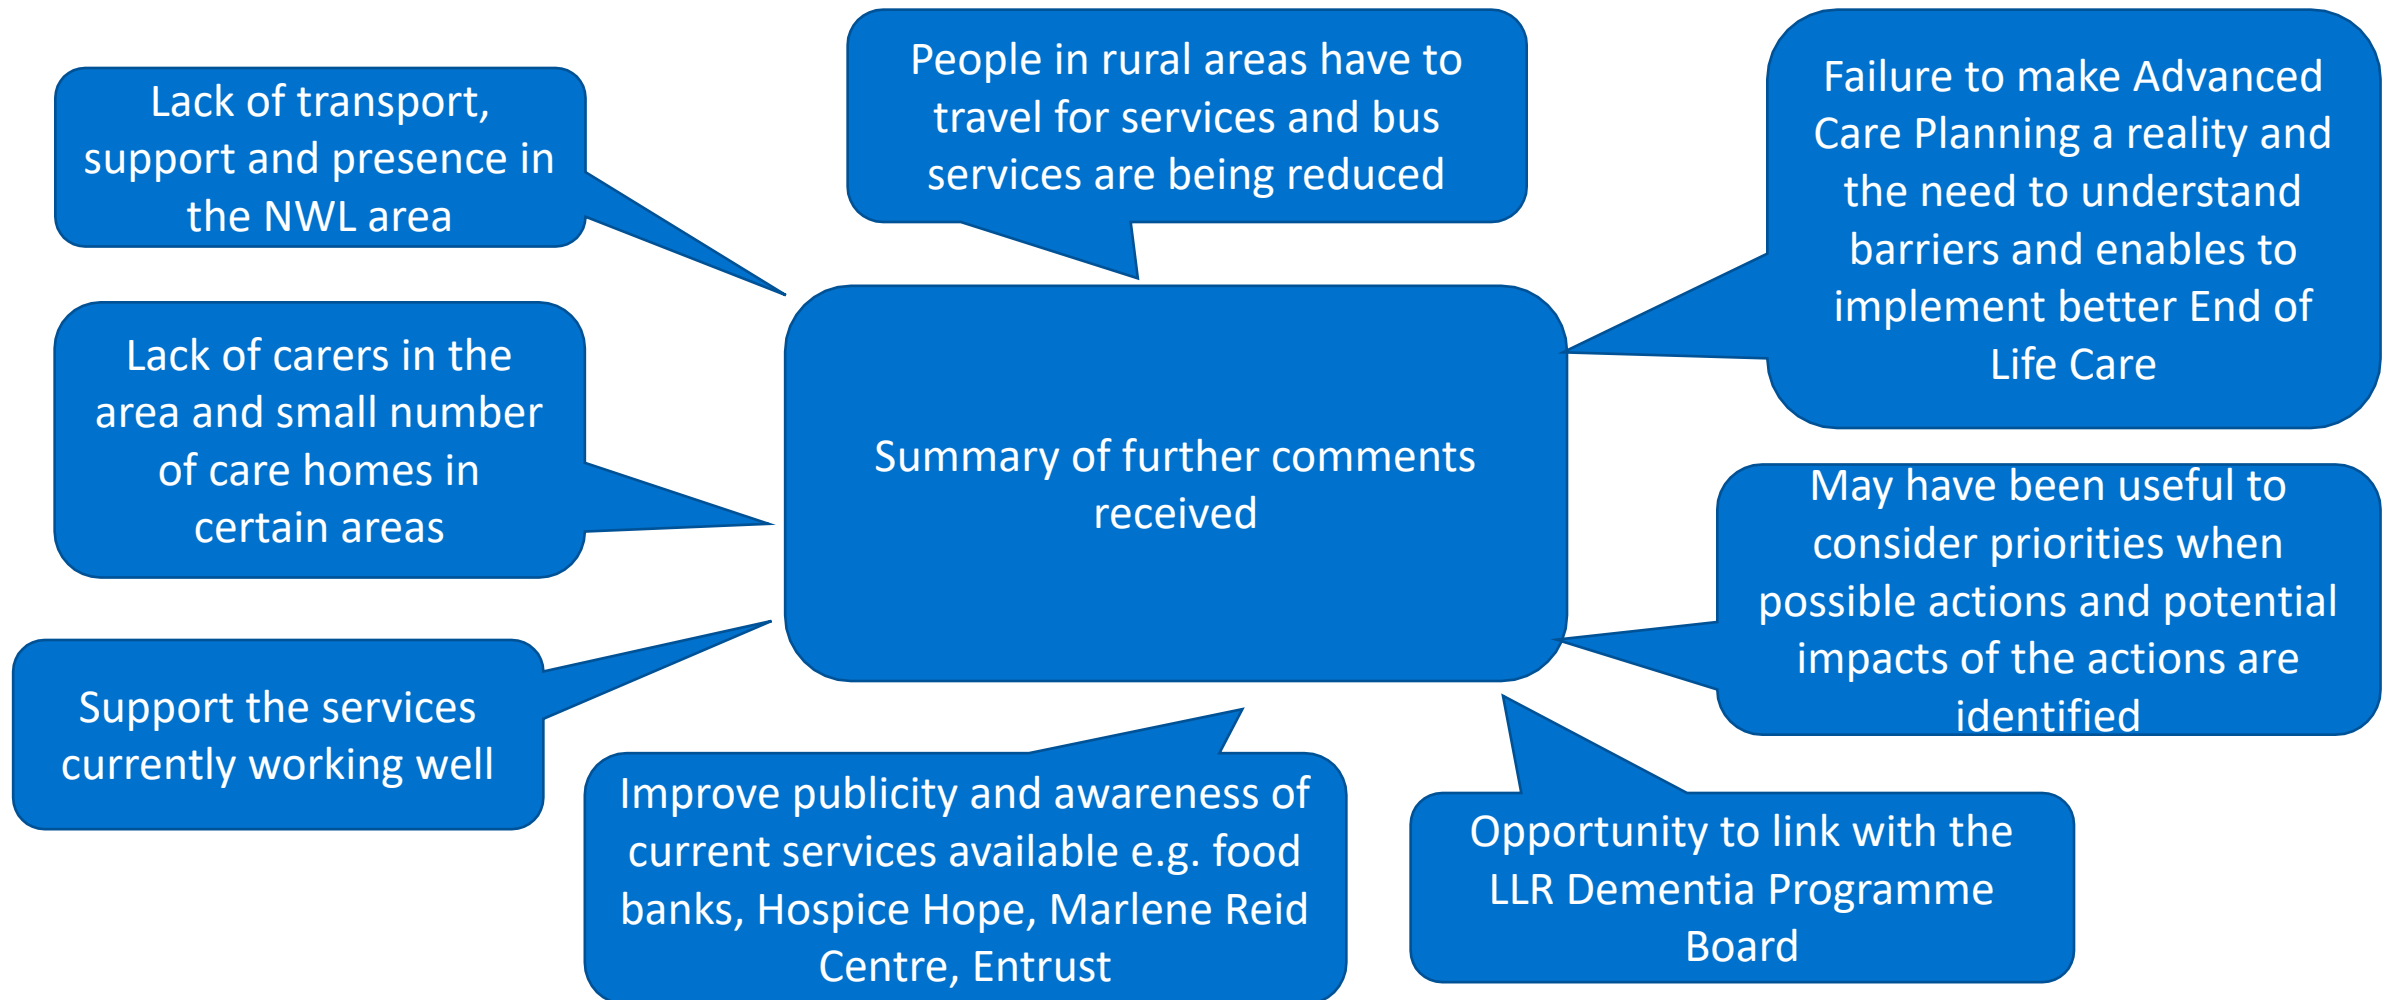 Lack of transport,
support and presence in
the NWL area
People in rural areas have to
travel for services and bus
services are being reduced
Failure to make Advanced
Care Planning a reality and
the need to understand
barriers and enables to
implement better End of
Life Care
Lack of carers in the
area and small number
of care homes in
certain areas
Summary of further comments
received
May have been useful to
consider priorities when
possible actions and potential
impacts of the actions are
identified
Support the services
currently working well
Improve publicity and awareness of
current services available e.g. food
banks, Hospice Hope, Marlene Reid
Centre, Entrust
Opportunity to link with the
LLR Dementia Programme
Board